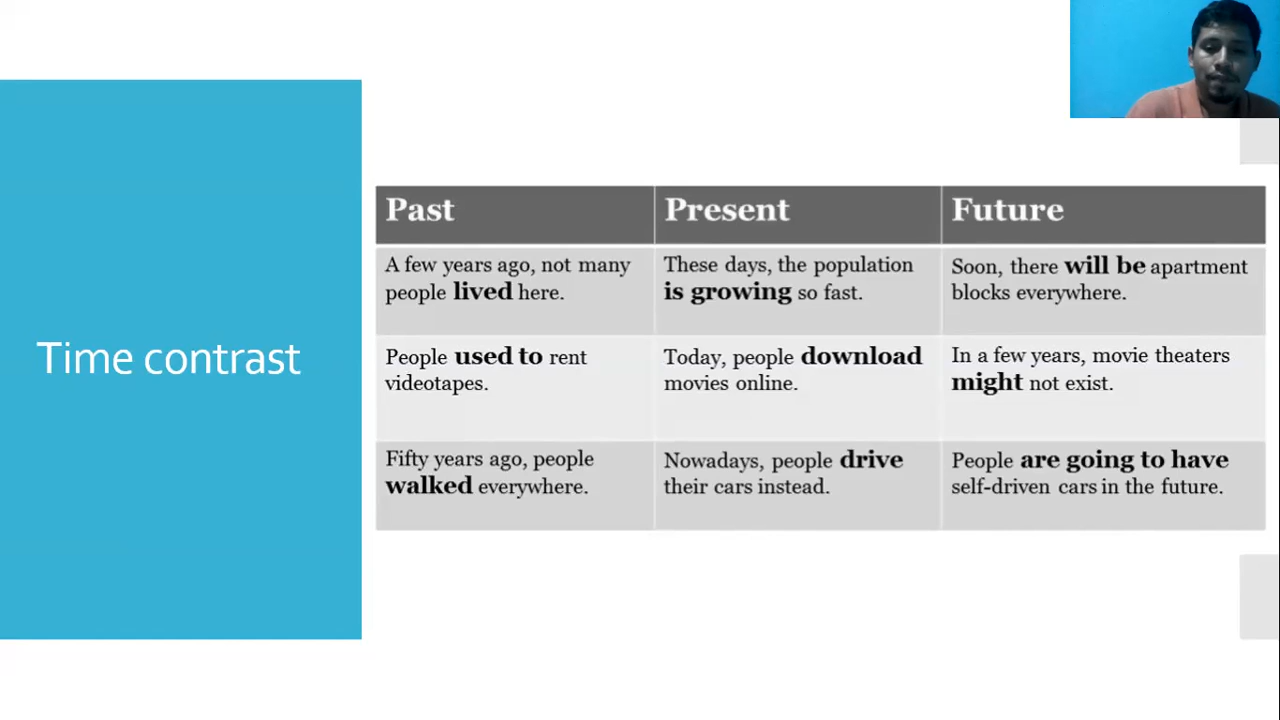 Time contrast
Past
Present
Future
A few years ago, not many
people lived here.
These days, the population
is growing so fast.
Soon, there will be apartment
blocks everywhere.
People used to rent
videotapes.
Today, people download
movies online.
In a few years, movie theaters
might not exist.
Fifty years ago, people
walked everywhere.
Nowadays, people drive
their cars instead.
People are going to have
self-driven cars in the future.